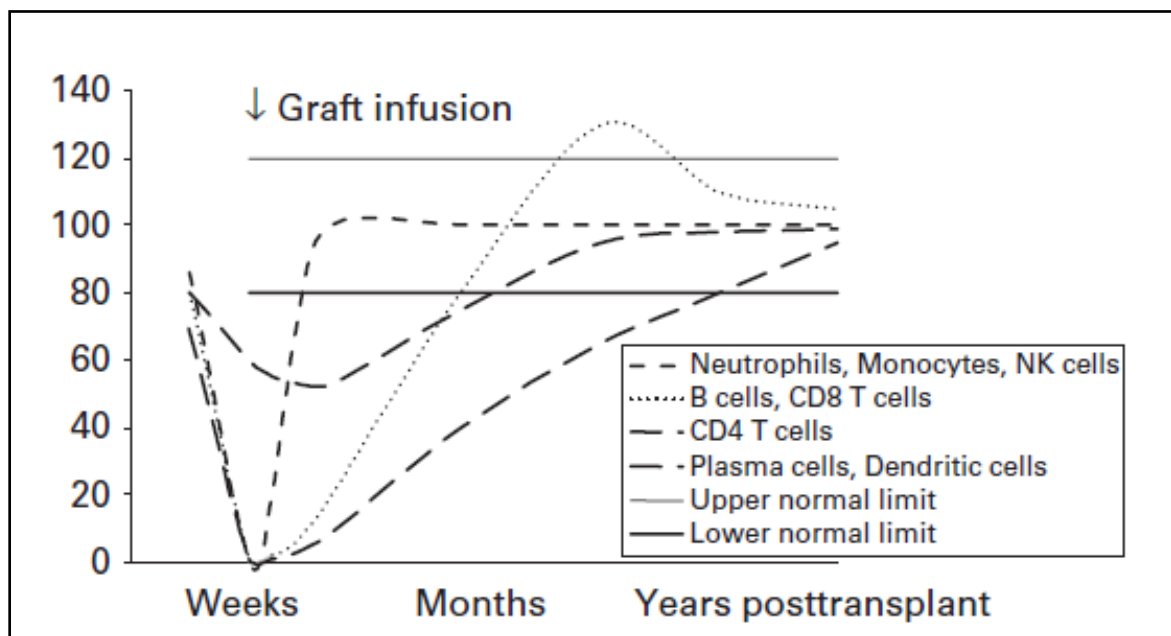 140
↓ Graft infusion
120
100
80
60
40
20
0
Neutrophils, Monocytes, NK cells
B cells, CD8 T cells
CD4 T cells
Plasma cells, Dendritic cells
Upper normal limit
Lower normal limit
Weeks Months Years posttransplant